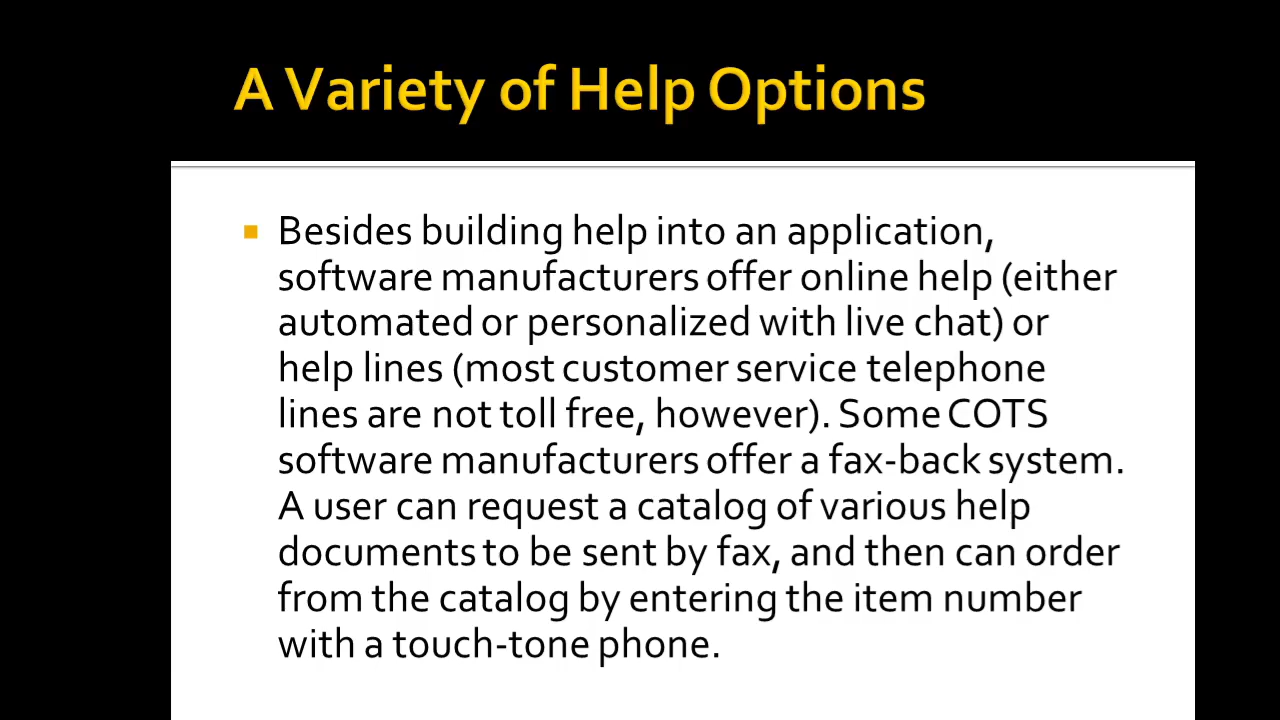 A Variety of Help Options
Besides building help into an application,
software manufacturers offer online help (either
automated or personalized with live chat) or
help lines (most customer service telephone
lines are not toll free, however). Some COTS
software manufacturers offer a fax-back system.
A user can request a catalog of various help
documents to be sent by fax, and then can order
from the catalog by entering the item number
with a touch-tone phone.